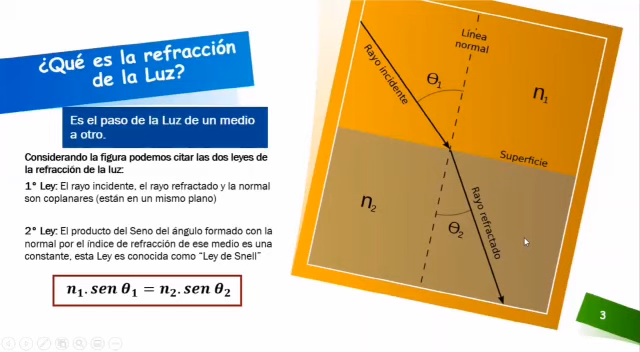 ¿Qué es la refracción
de la Luz?
Es el paso de la Luz de un medio
a otro.
Considerando la figura podemos citar las dos leyes de
la refracción de la luz:
1° Ley: El rayo incidente, el rayo refractado y la normal
son coplanares (están en un mismo plano)
2° Ley: El producto del Seno del ángulo formado con la
normal por el índice de refracción de ese medio es una
constante, esta Ley es conocida como “Ley de Snell”
n₁. sen θ₁ = n₂. sen θ₂
Línea
normal
Rayo incidente
Θ₁
n₁
Superficie
n₂
Rayo refractado
Θ₂
3